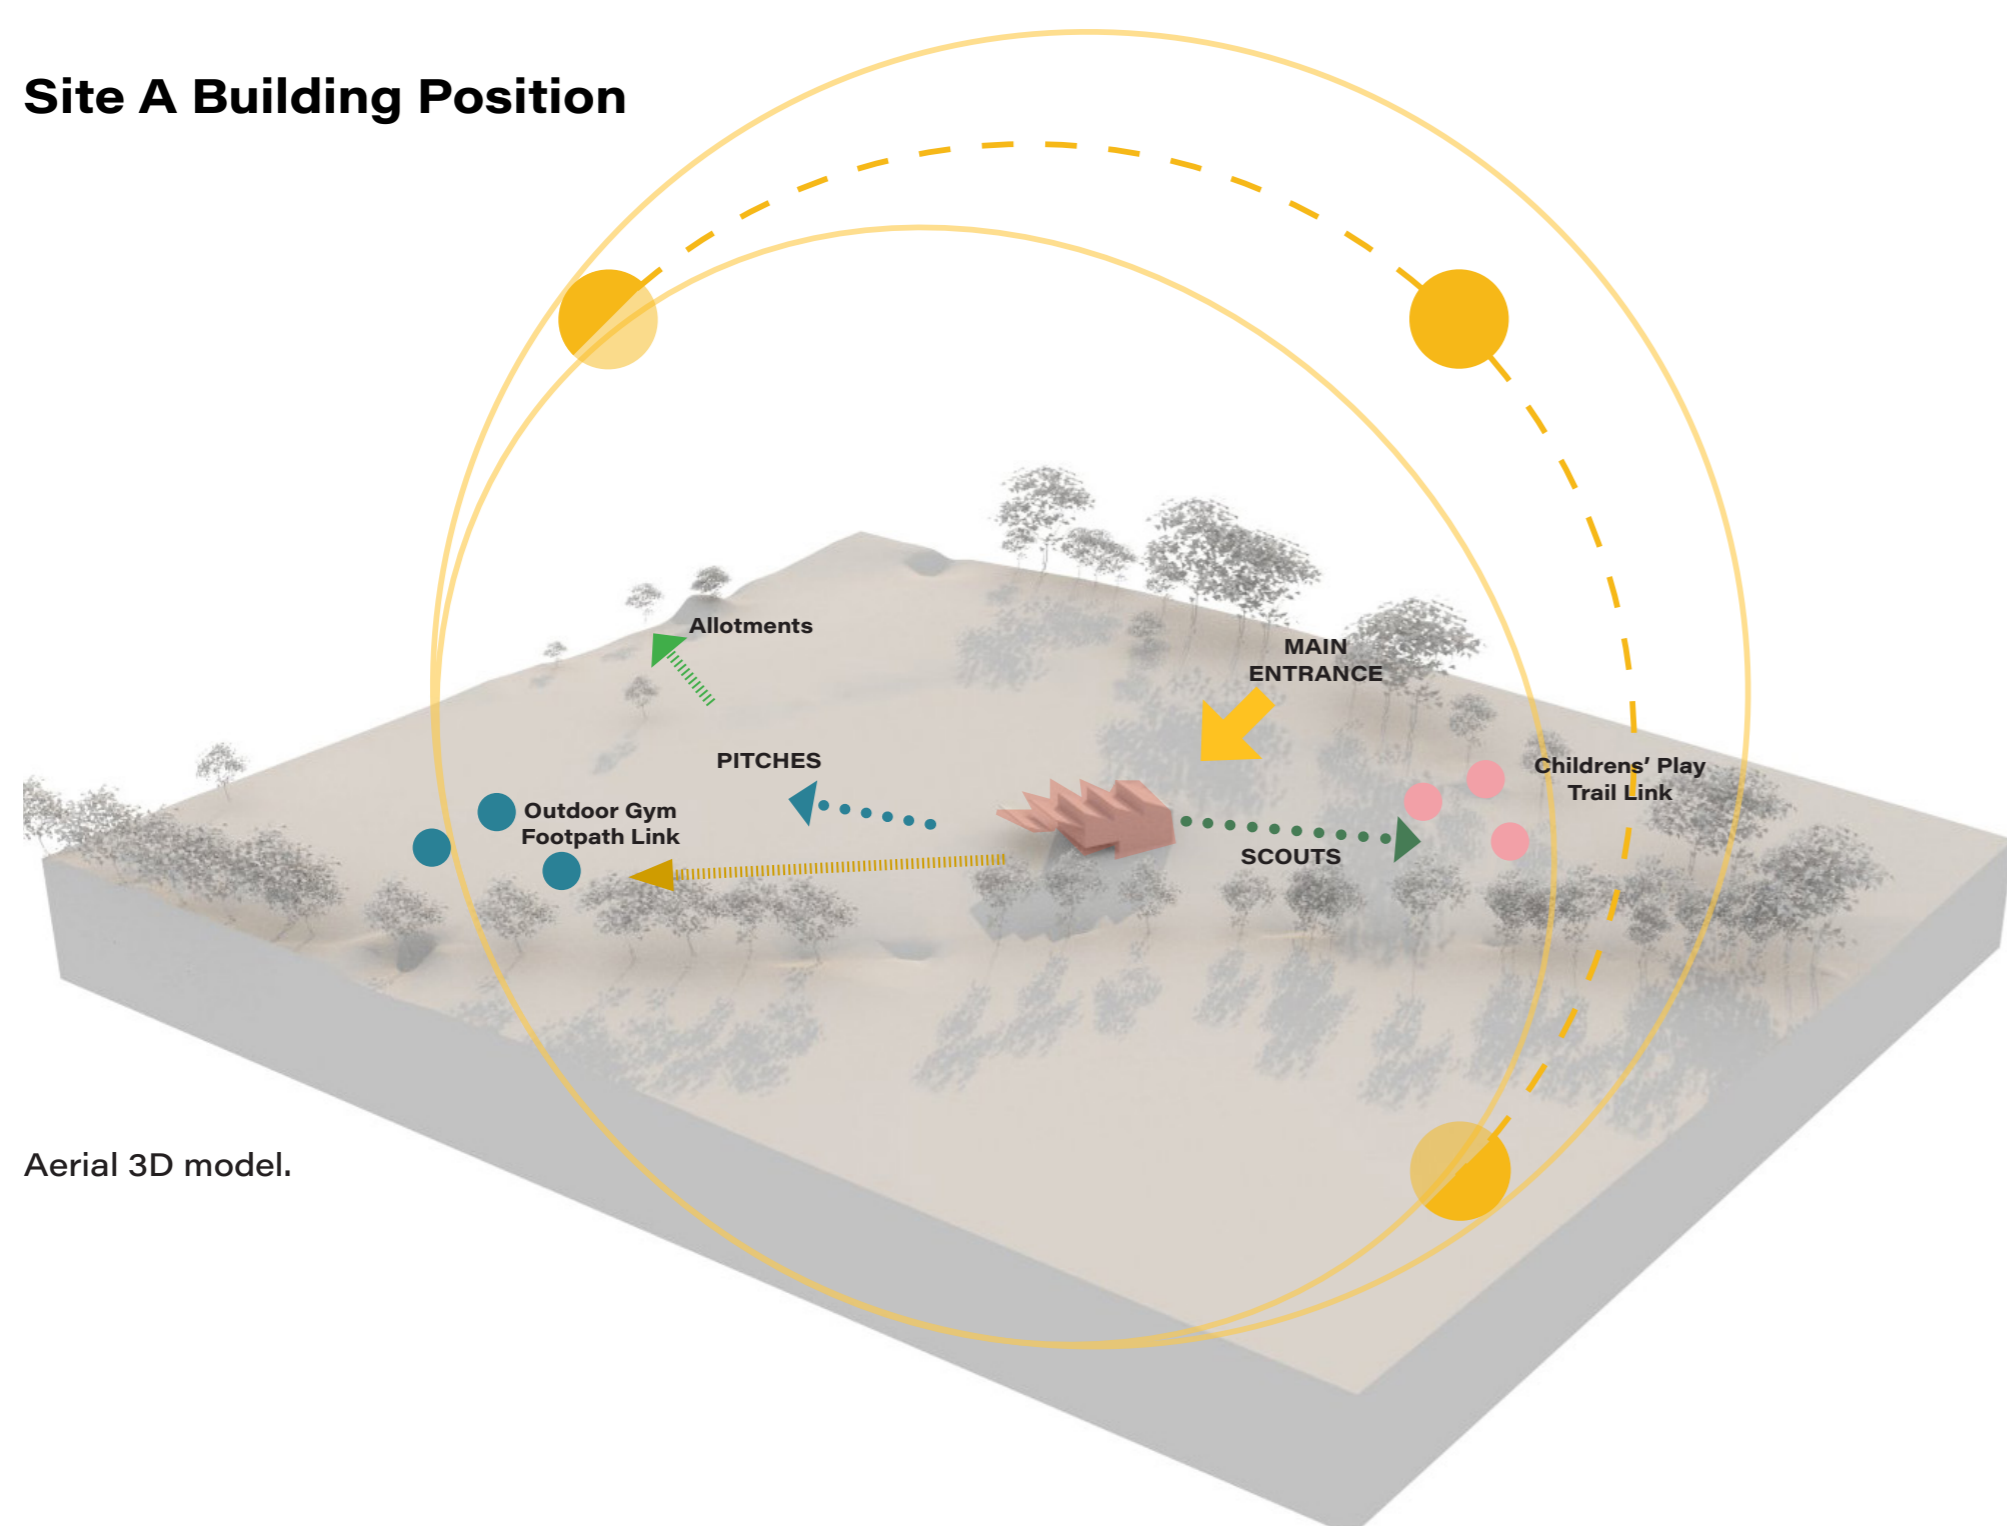 Site A Building Position
Allotments
MAIN
ENTRANCE
PITCHES
Childrens’ Play
Trail Link
Outdoor Gym
Footpath Link
SCOUTS
Aerial 3D model.